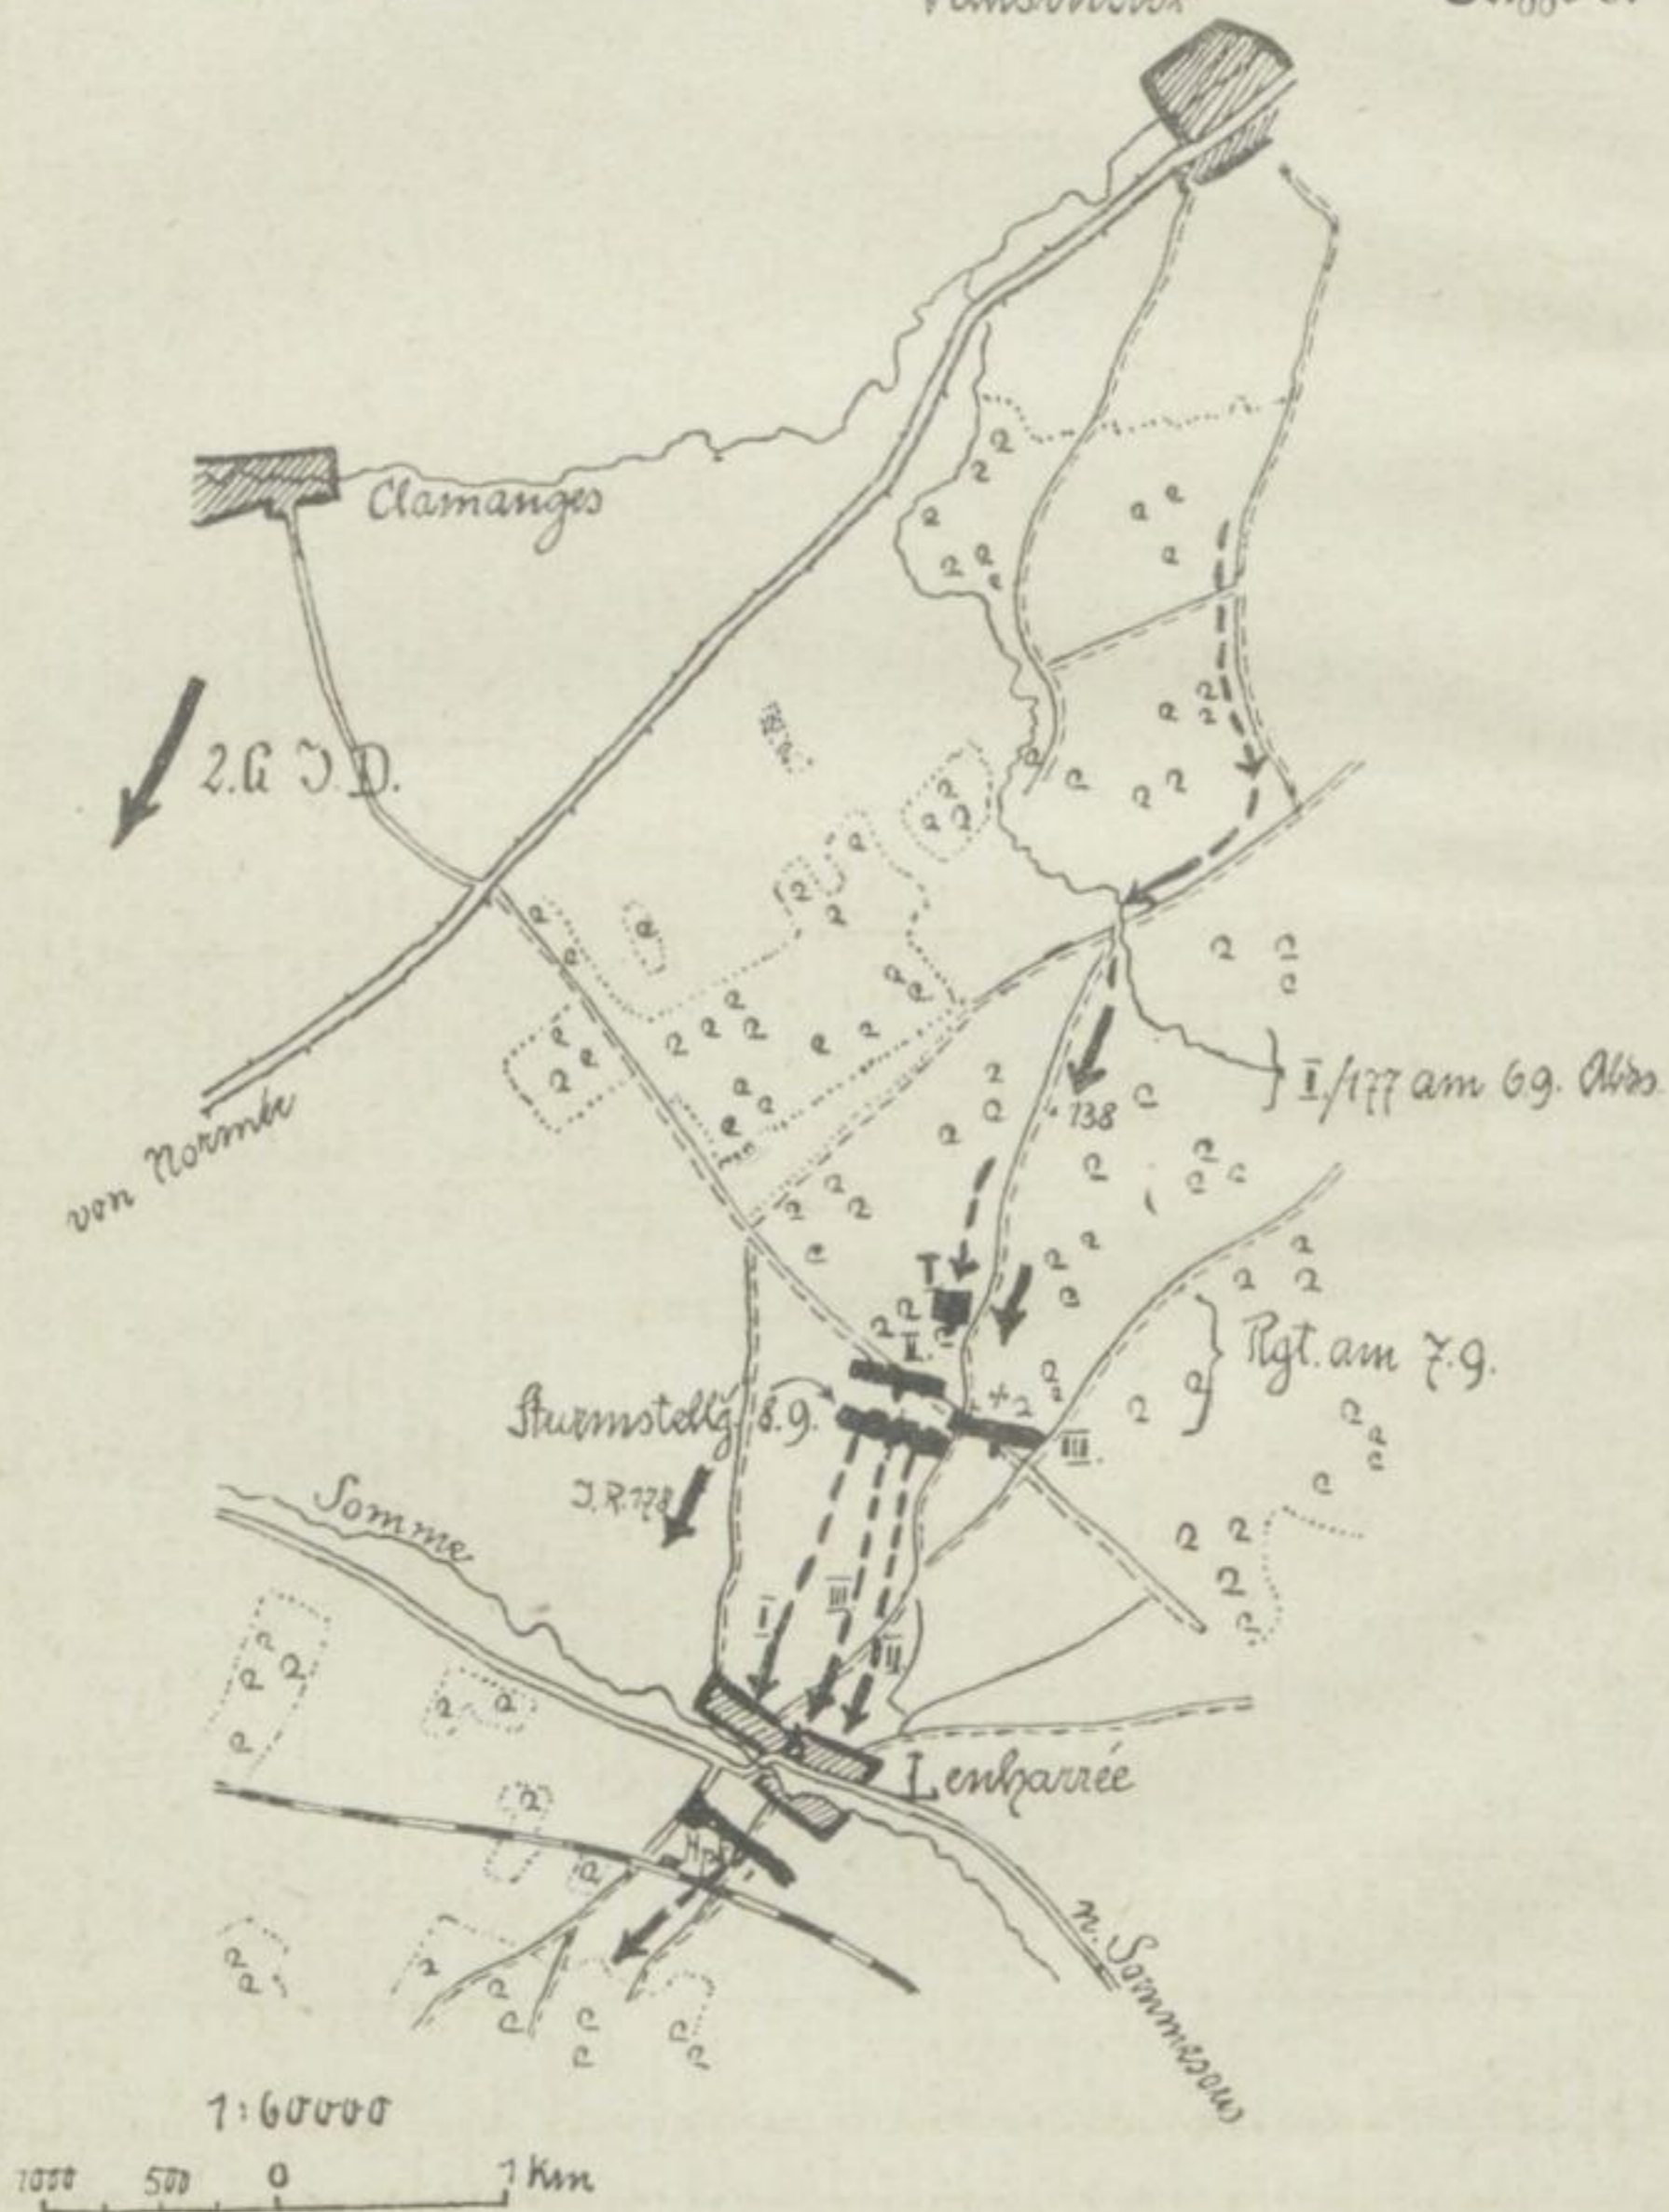 Clamanges
2. G J. D.
I./177 am 6.9. Abds.
von Normée
138
T
II.
Rgt. am 7.9.
Sturmstellg. 8.9.
III.
J.R.178
Somme
I
III
II
Lenharrée
Hp.
n. Sommesous
1:60000
1000 500 0 1 Km